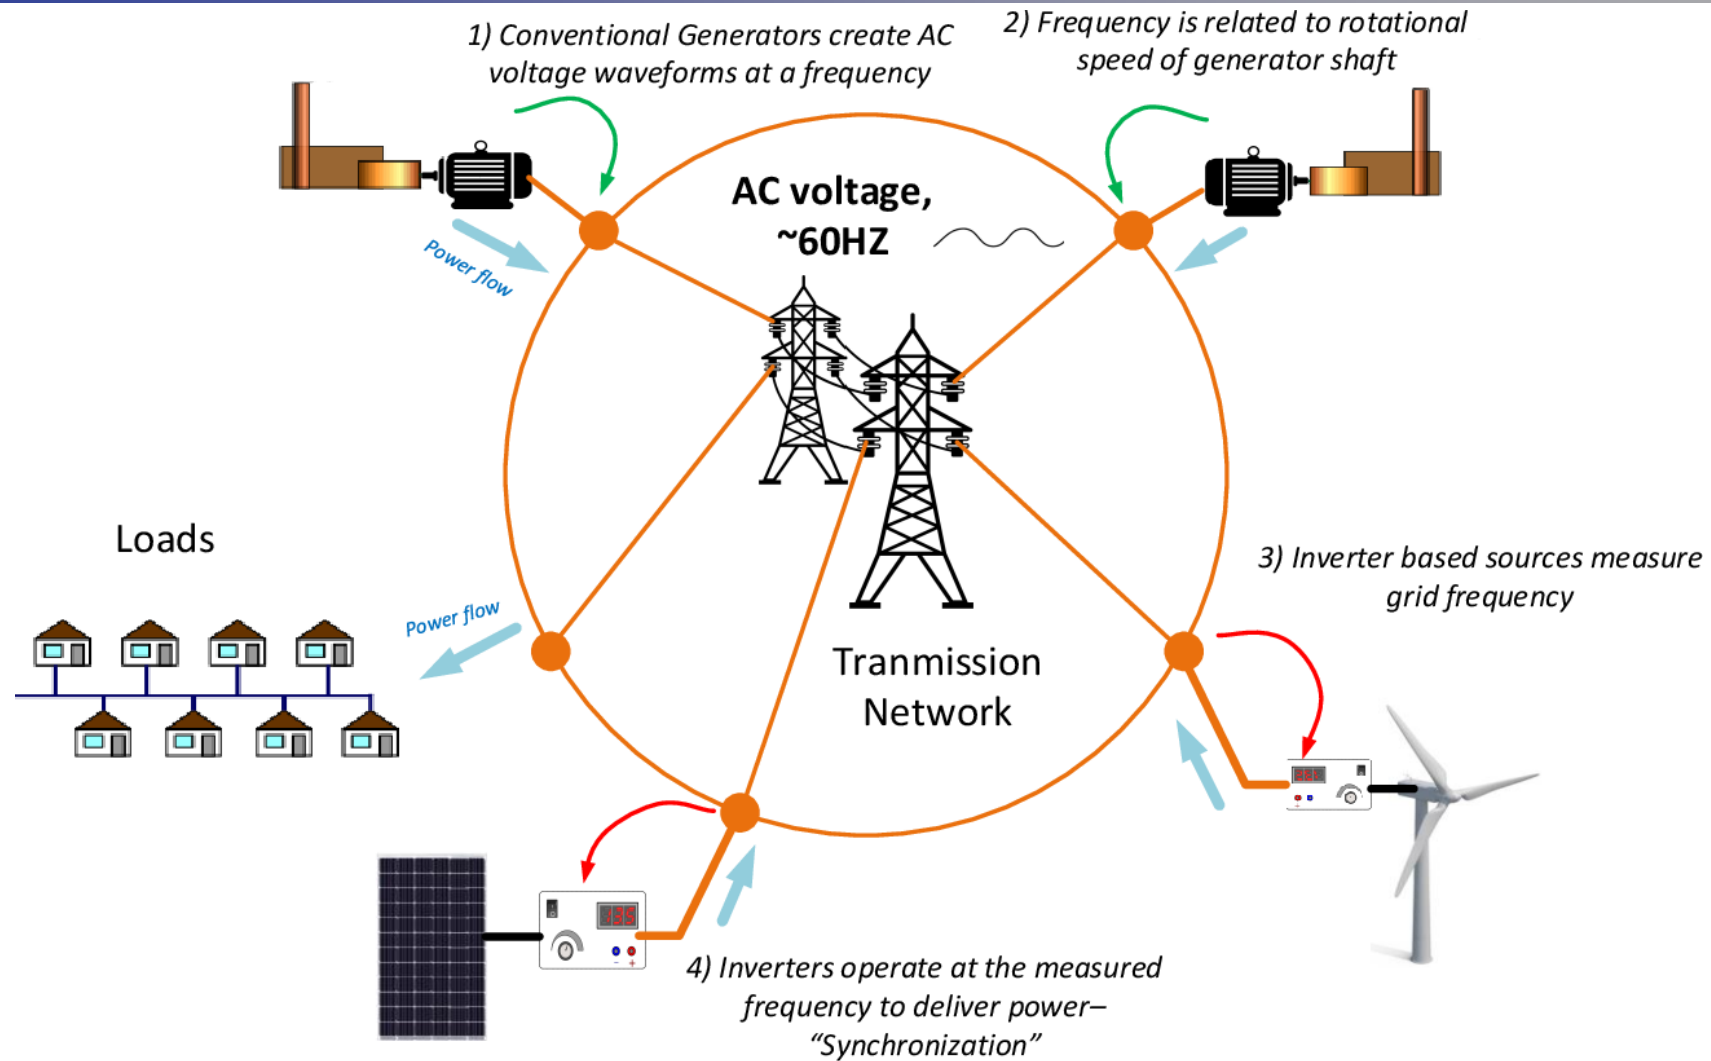 1) Conventional Generators create AC
voltage waveforms at a frequency
2) Frequency is related to rotational
speed of generator shaft
AC voltage,
~60HZ
Power flow
Loads
Power flow
3) Inverter based sources measure
grid frequency
Tranmission
Network
135
- +
4) Inverters operate at the measured
frequency to deliver power–
“Synchronization”